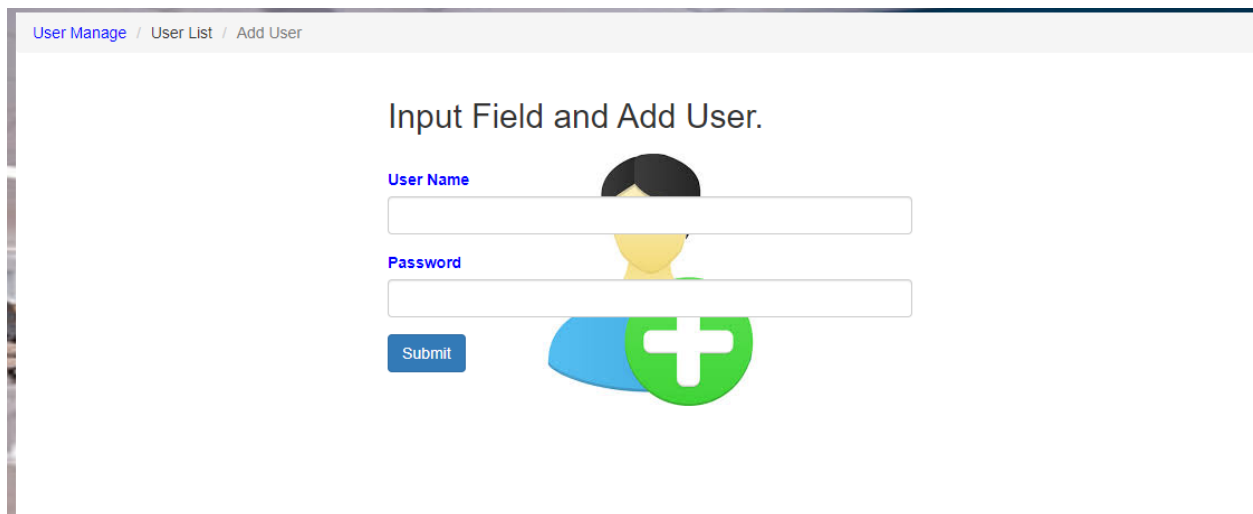 User Manage / User List / Add User
Input Field and Add User.
User Name
Password
Submit